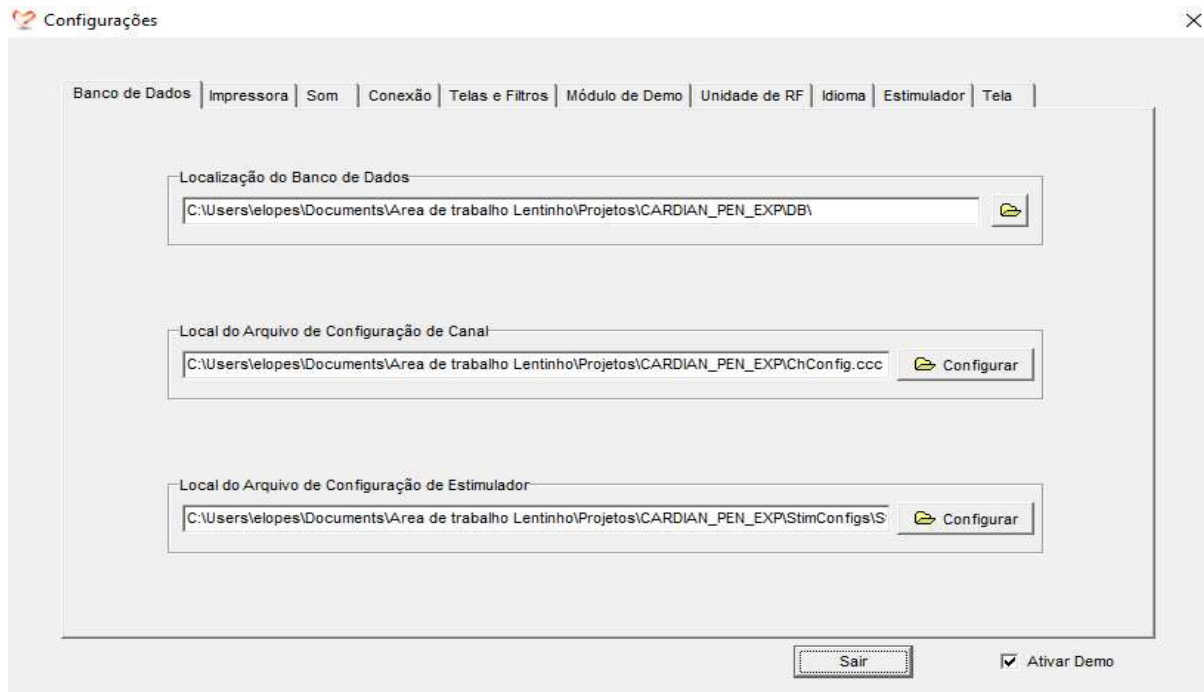 Configurações
Banco de Dados Impressora Som Conexão Telas e Filtros Módulo de Demo Unidade de RF Idioma Estimulador Tela
Localização do Banco de Dados
C:\Users\elopes\Documents\Area de trabalho Lentinho\Projetos\CARDIAN_PEN_EXP\DB\
Local do Arquivo de Configuração de Canal
C:\Users\elopes\Documents\Area de trabalho Lentinho\Projetos\CARDIAN_PEN_EXP\ChConfig.ccc Configurar
Local do Arquivo de Configuração de Estimulador
C:\Users\elopes\Documents\Area de trabalho Lentinho\Projetos\CARDIAN_PEN_EXP\StimConfigs\S Configurar
Sair Ativar Demo